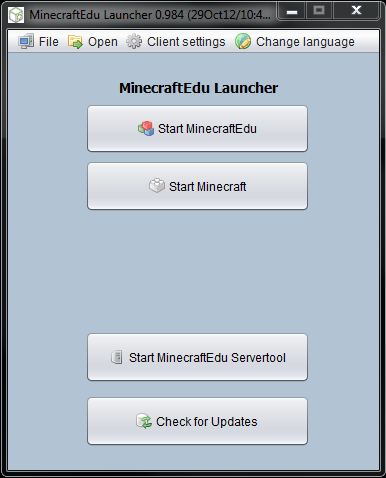 MinecraftEdu Launcher 0.984 (29Oct12/10:4...
File Open Client settings Change language
MinecraftEdu Launcher
Start MinecraftEdu
Start Minecraft
Start MinecraftEdu Servertool
Check for Updates